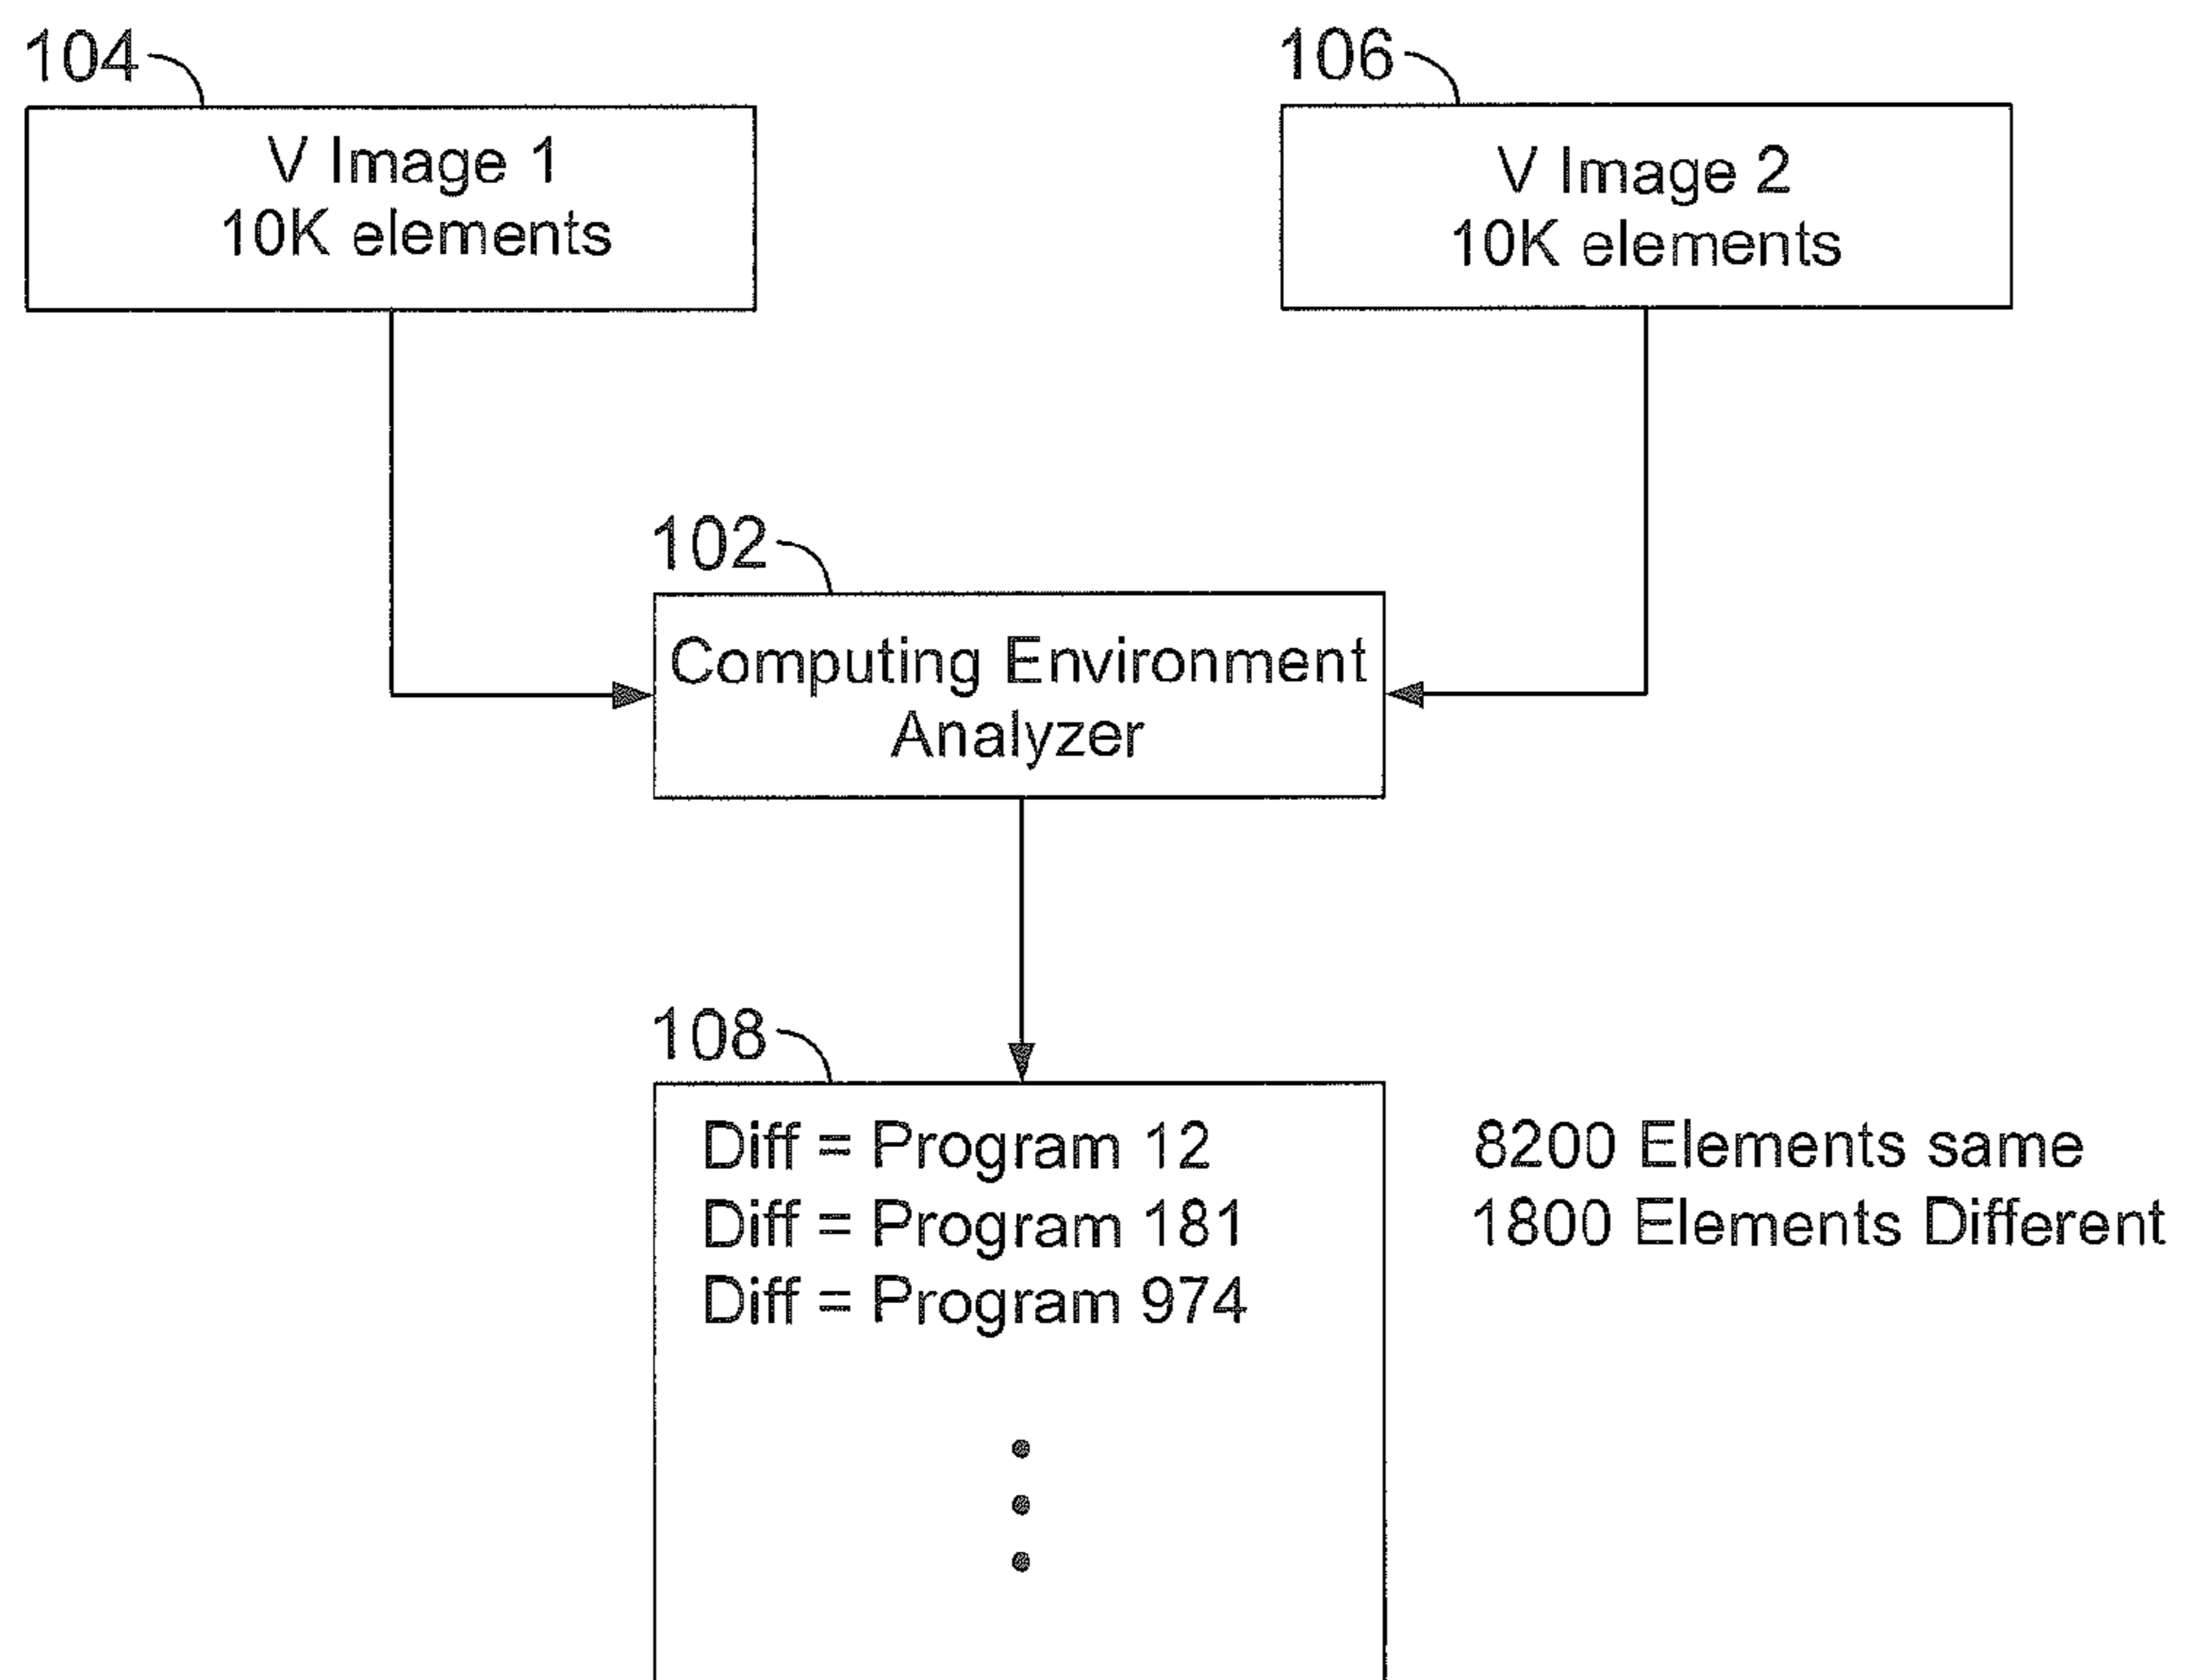 104
V Image 1
10K elements
106
V Image 2
10K elements
102
Computing Environment
Analyzer
108
Diff = Program 12
Diff = Program 181
Diff = Program 974
8200 Elements same
1800 Elements Different